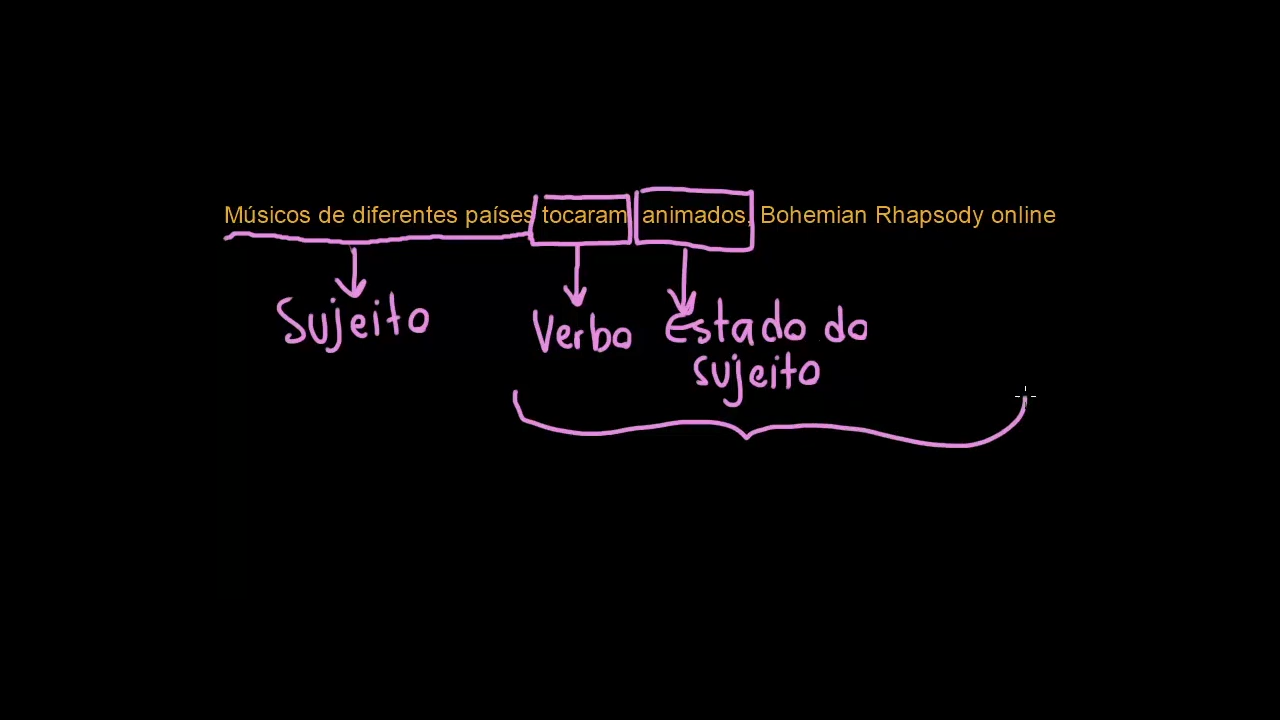 Músicos de diferentes países tocaram, animados, Bohemian Rhapsody online
Sujeito
Verbo
Estado do
sujeito